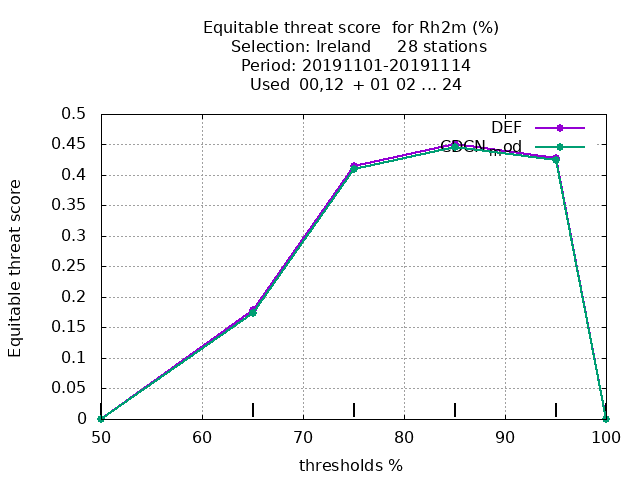 Equitable threat score  for Rh2m (%)
Selection: Ireland     28 stations
Period: 20191101-20191114
Used  00,12  + 01 02 ... 24
0.5
0.45
0.4
0.35
0.3
0.25
0.2
0.15
0.1
0.05
0
Equitable threat score
DEF
CDCN_mod
50
60
70
80
90
100
thresholds %